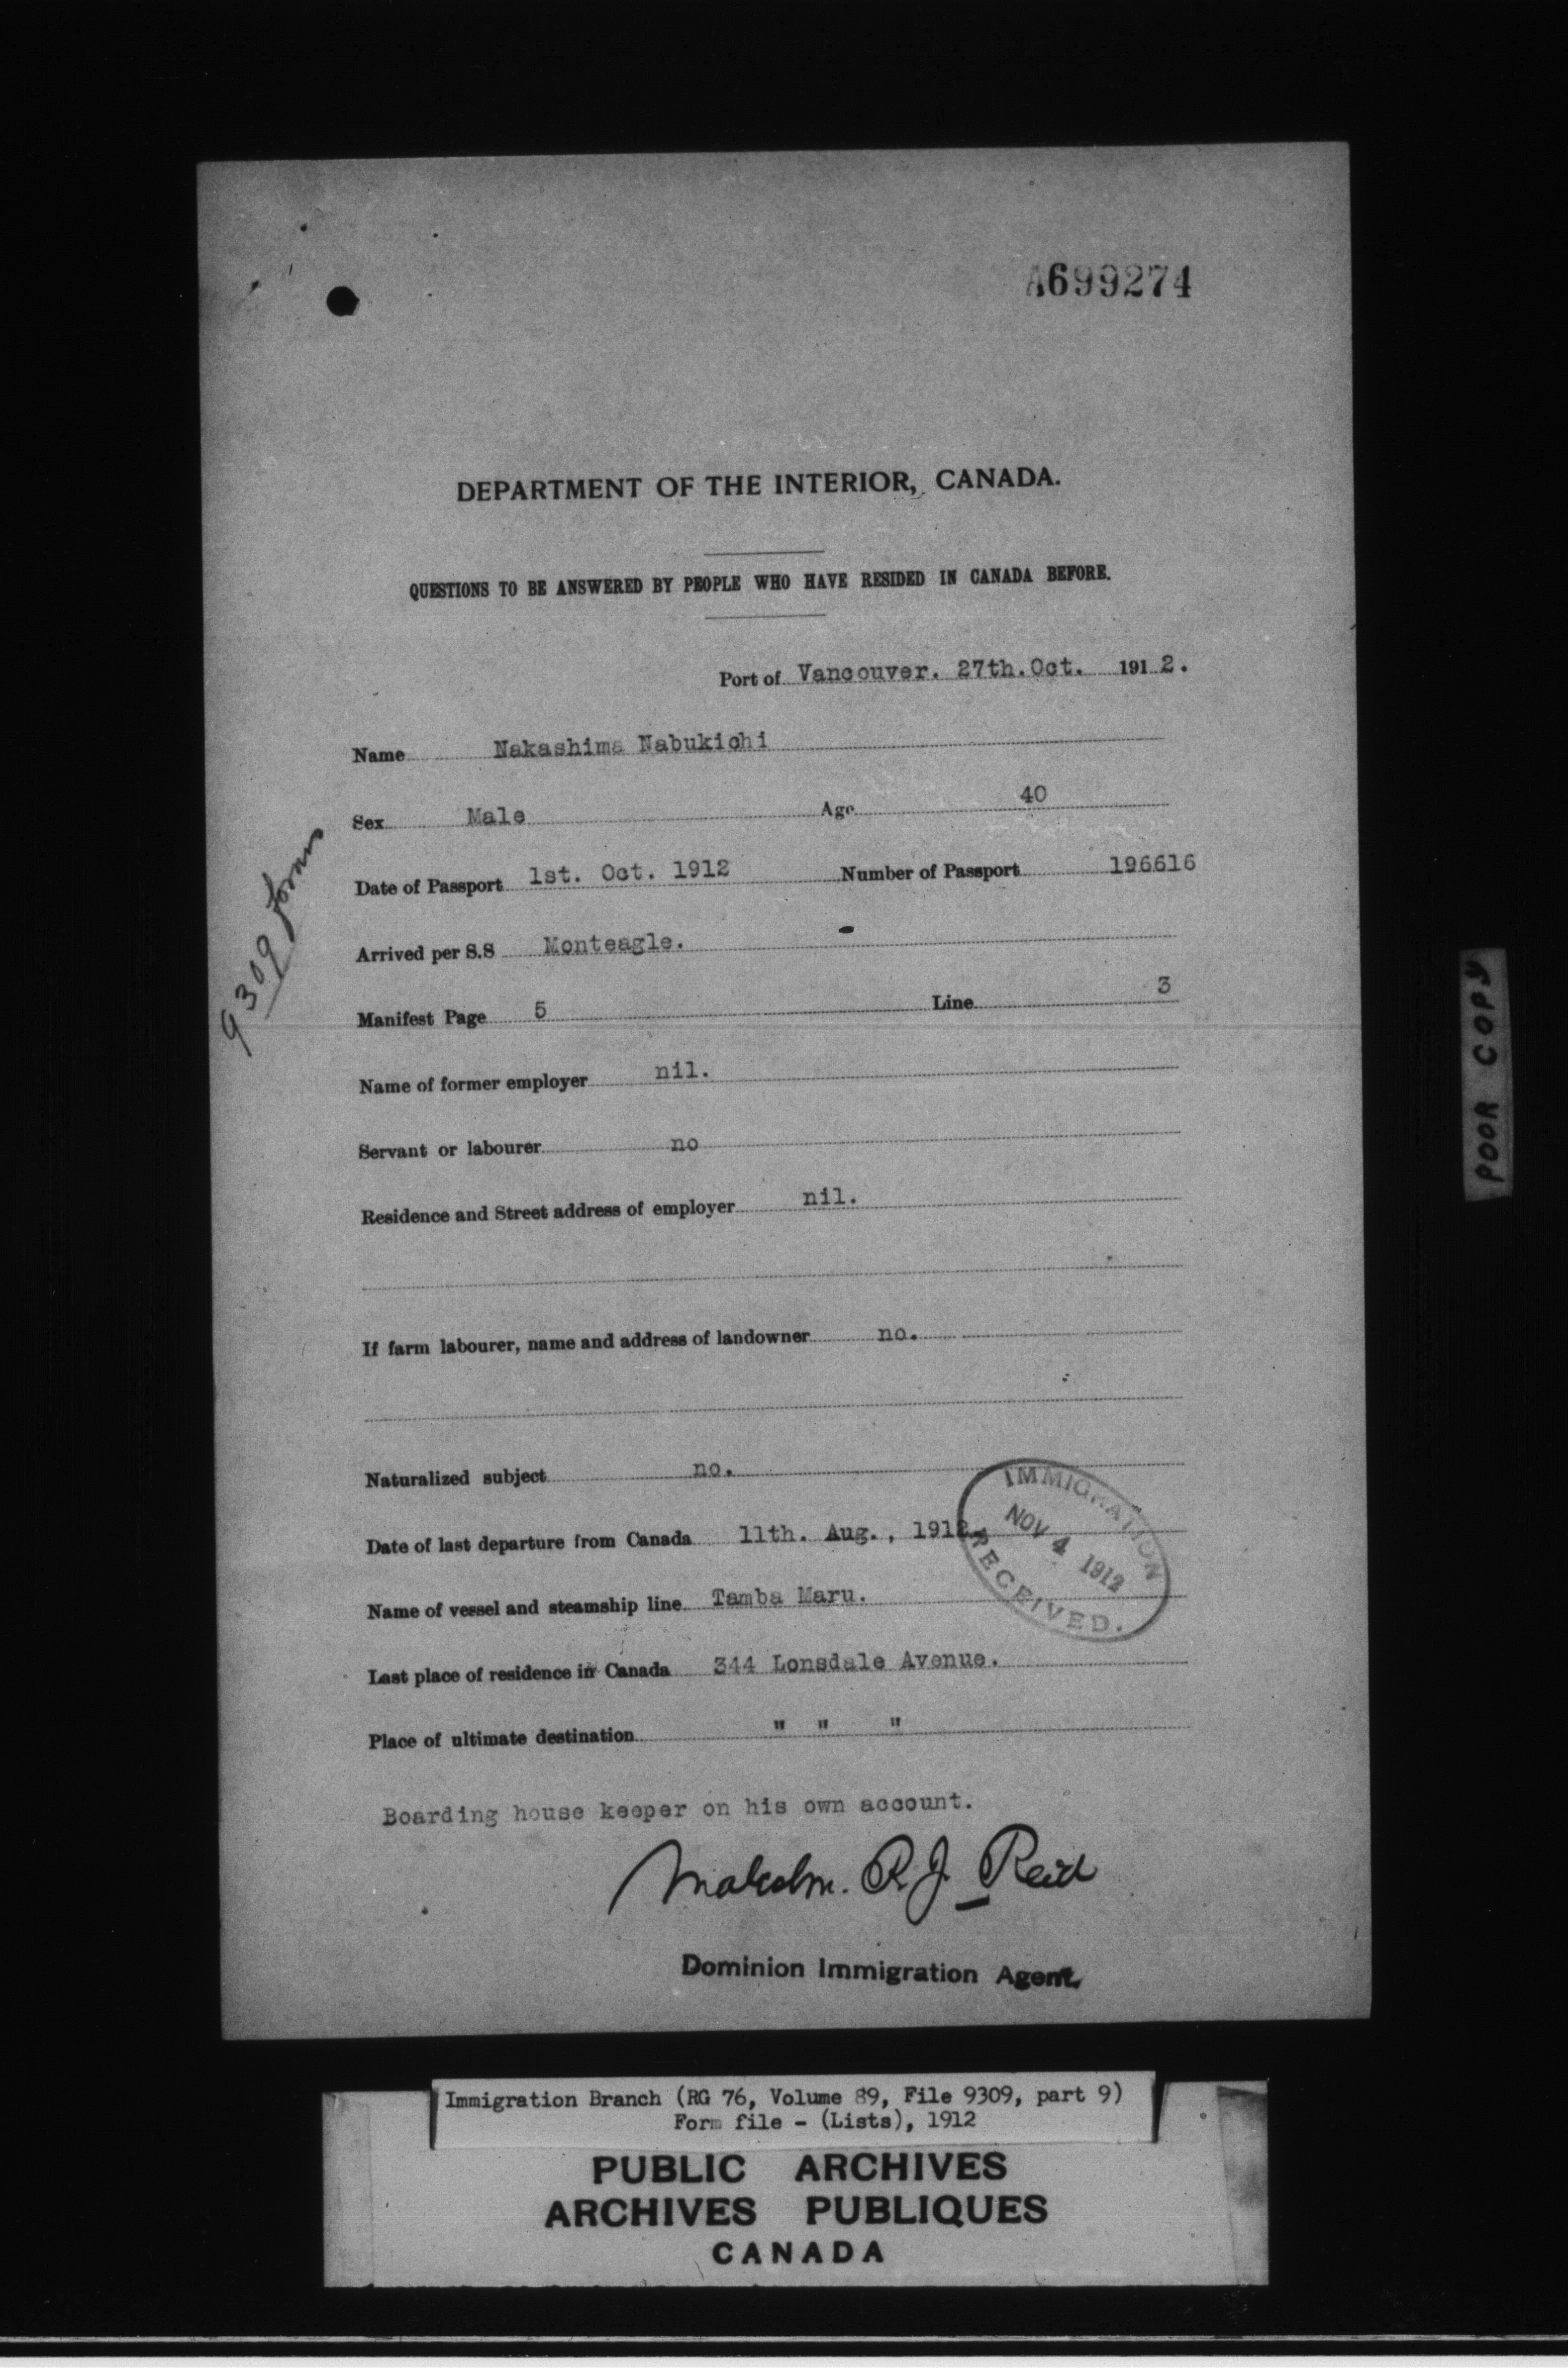 A699274
DEPARTMENT OF THE INTERIOR, CANADA.
QUESTIONS TO BE ANSWERED BY PEOPLE WHO HAVE RESIDED IN CANADA BEFORE.
Port of Vancouver. 27th.Oct. 1912.
Name Nakashima Nabukichi
Sex Male Age 40
Date of Passport 1st. Oct. 1912 Number of Passport 196616
Arrived per S.S Monteagle.
Manifest Page 5 Line 3
Name of former employer nil.
Servant or labourer no
Residence and Street address of employer nil.
If farm labourer, name and address of landowner no.
Naturalized subject no.
Date of last departure from Canada 11th. Aug., 1912
Name of vessel and steamship line Tamba Maru.
Last place of residence in Canada 344 Lonsdale Avenue.
Place of ultimate destination " " "
Boarding house keeper on his own account.
Malcolm. R.J. Reid
Dominion Immigration Agent.
9309 forms
IMMIGRATION
NOV 4 1912
RECEIVED.
POOR COPY
Immigration Branch (RG 76, Volume 89, File 9309, part 9)
Form file - (Lists), 1912
PUBLIC ARCHIVES
ARCHIVES PUBLIQUES
CANADA